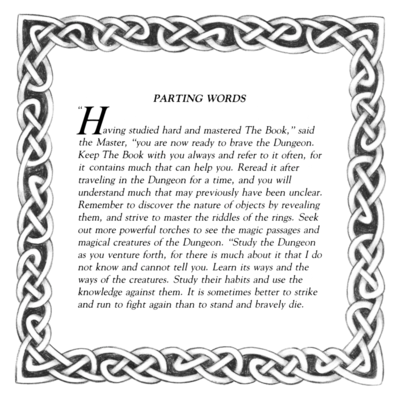 PARTING WORDS
"Having studied hard and mastered The Book," said
the Master, "you are now ready to brave the Dungeon.
Keep The Book with you always and refer to it often, for
it contains much that can help you. Reread it after
traveling in the Dungeon for a time, and you will
understand much that may previously have been unclear.
Remember to discover the nature of objects by revealing
them, and strive to master the riddles of the rings. Seek
out more powerful torches to see the magic passages and
magical creatures of the Dungeon. "Study the Dungeon
as you venture forth, for there is much about it that I do
not know and cannot tell you. Learn its ways and the
ways of the creatures. Study their habits and use the
knowledge against them. It is sometimes better to strike
and run to fight again than to stand and bravely die.